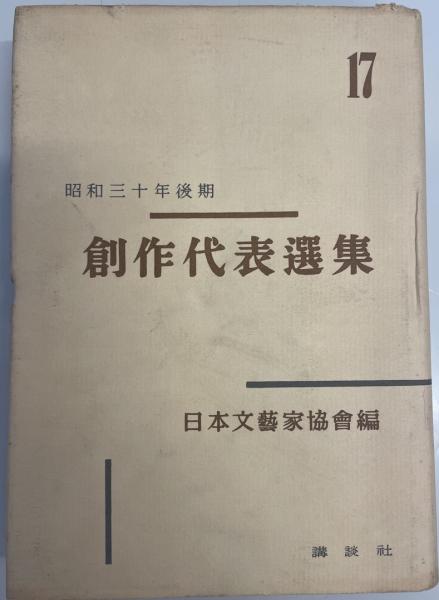 17
昭和三十年後期
創作代表選集
日本文藝家協會編
講談社